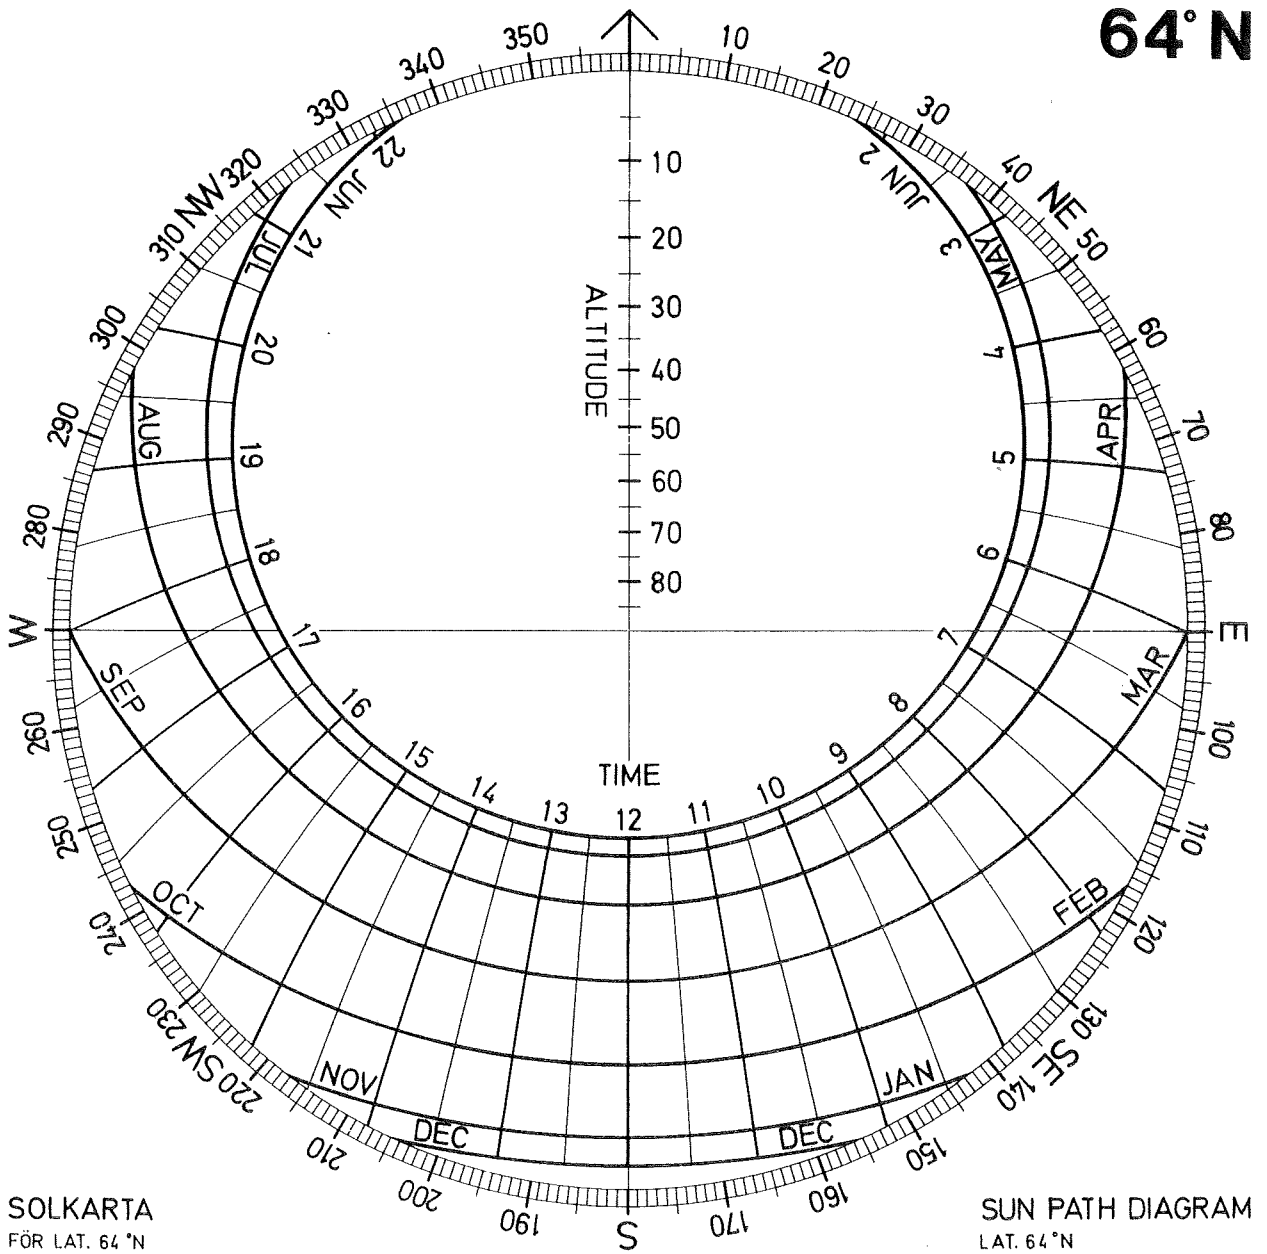 64°N
350
10
340
20
330
30
320
40
NW
NE
310
50
300
60
290
70
280
80
W
E
260
100
250
110
240
120
230
130
SW
SE
220
140
210
150
200
160
190
170
S
22
JUN
21
JUL
20
AUG
19
18
17
SEP
16
15
14
13
12
11
10
9
8
7
6
5
4
3
2
JUN
MAY
APR
MAR
FEB
JAN
DEC
DEC
NOV
OCT
ALTITUDE
10
20
30
40
50
60
70
80
TIME
SOLKARTA
FÖR LAT. 64°N
SUN PATH DIAGRAM
LAT. 64°N